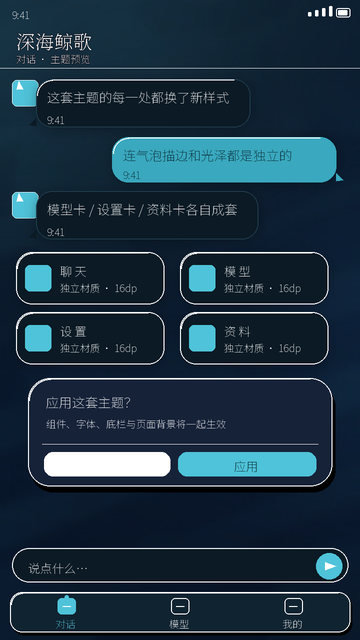 9:41
深海鲸歌
对话 · 主题预览
这套主题的每一处都换了新样式
9:41
连气泡描边和光泽都是独立的
9:41
模型卡 / 设置卡 / 资料卡各自成套
9:41
聊天
独立材质 · 16dp
模型
独立材质 · 16dp
设置
独立材质 · 16dp
资料
独立材质 · 16dp
应用这套主题?
组件、字体、底栏与页面背景将一起生效
应用
说点什么…
对话
模型
我的